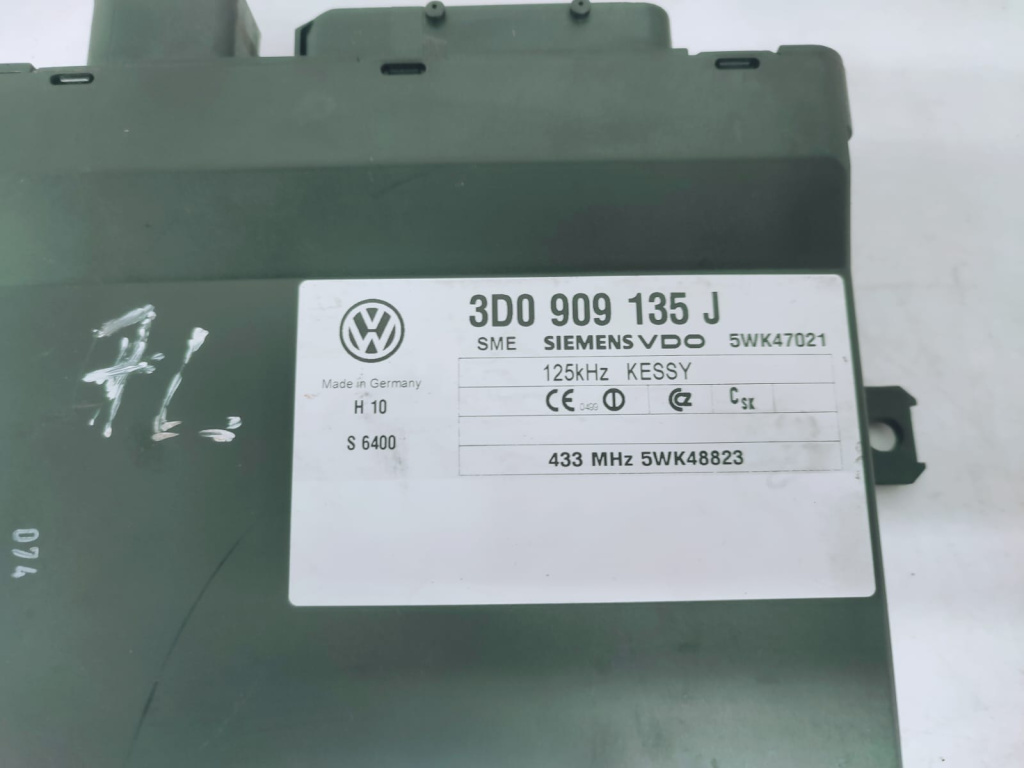 3D0 909 135 J
SME SIEMENS VDO 5WK47021
Made in Germany
125kHz KESSY
H 10
CE 0499
C SK
S 6400
433 MHz 5WK48823
074